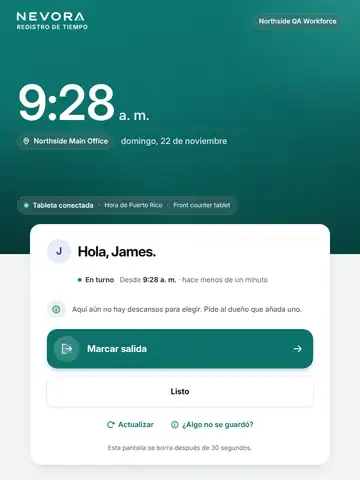 NEVORA
REGISTRO DE TIEMPO
Northside QA Workforce
9:28 a. m.
Northside Main Office
domingo, 22 de noviembre
Tableta conectada · Hora de Puerto Rico · Front counter tablet
J
Hola, James.
En turno Desde 9:28 a. m. · hace menos de un minuto
Aquí aún no hay descansos para elegir. Pide al dueño que añada uno.
Marcar salida
Listo
Actualizar
¿Algo no se guardó?
Esta pantalla se borra después de 30 segundos.